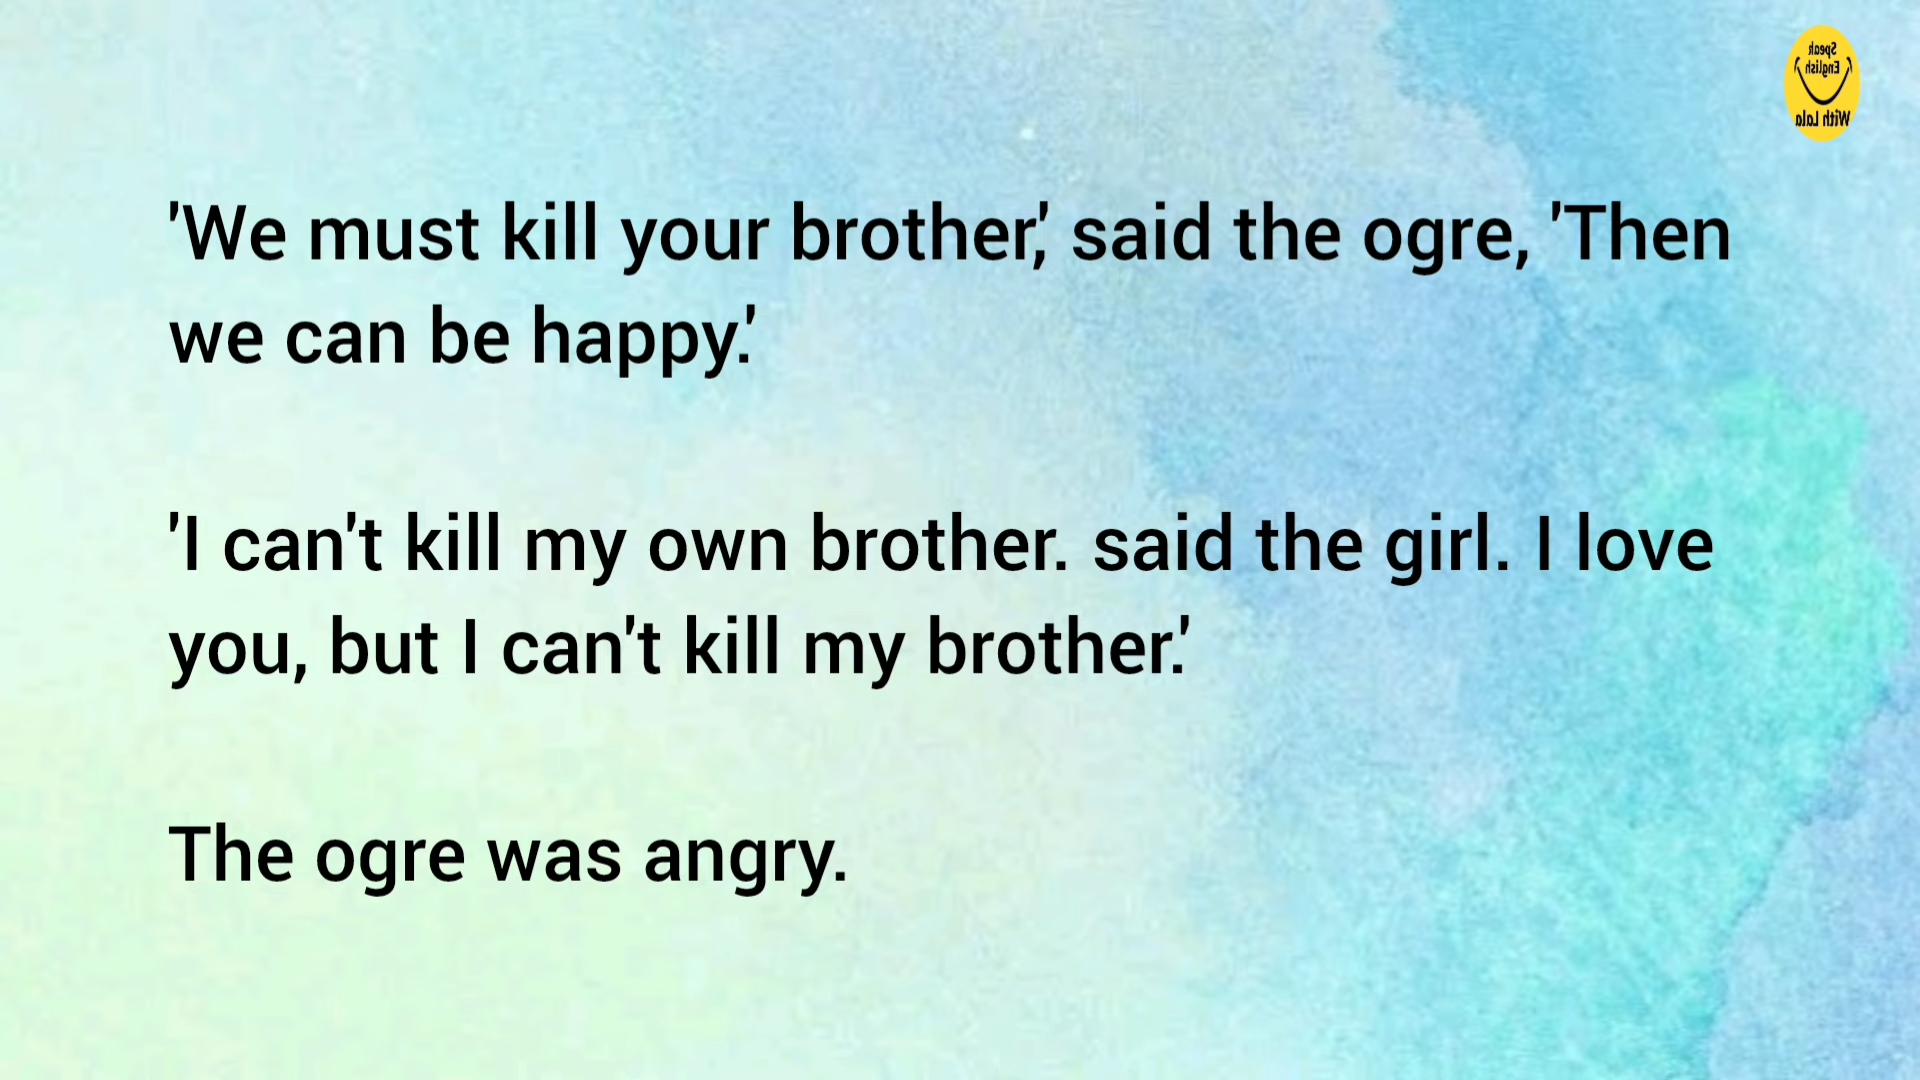 Speak
English
With Lala
'We must kill your brother,' said the ogre, 'Then
we can be happy.'
'I can't kill my own brother. said the girl. I love
you, but I can't kill my brother.'
The ogre was angry.